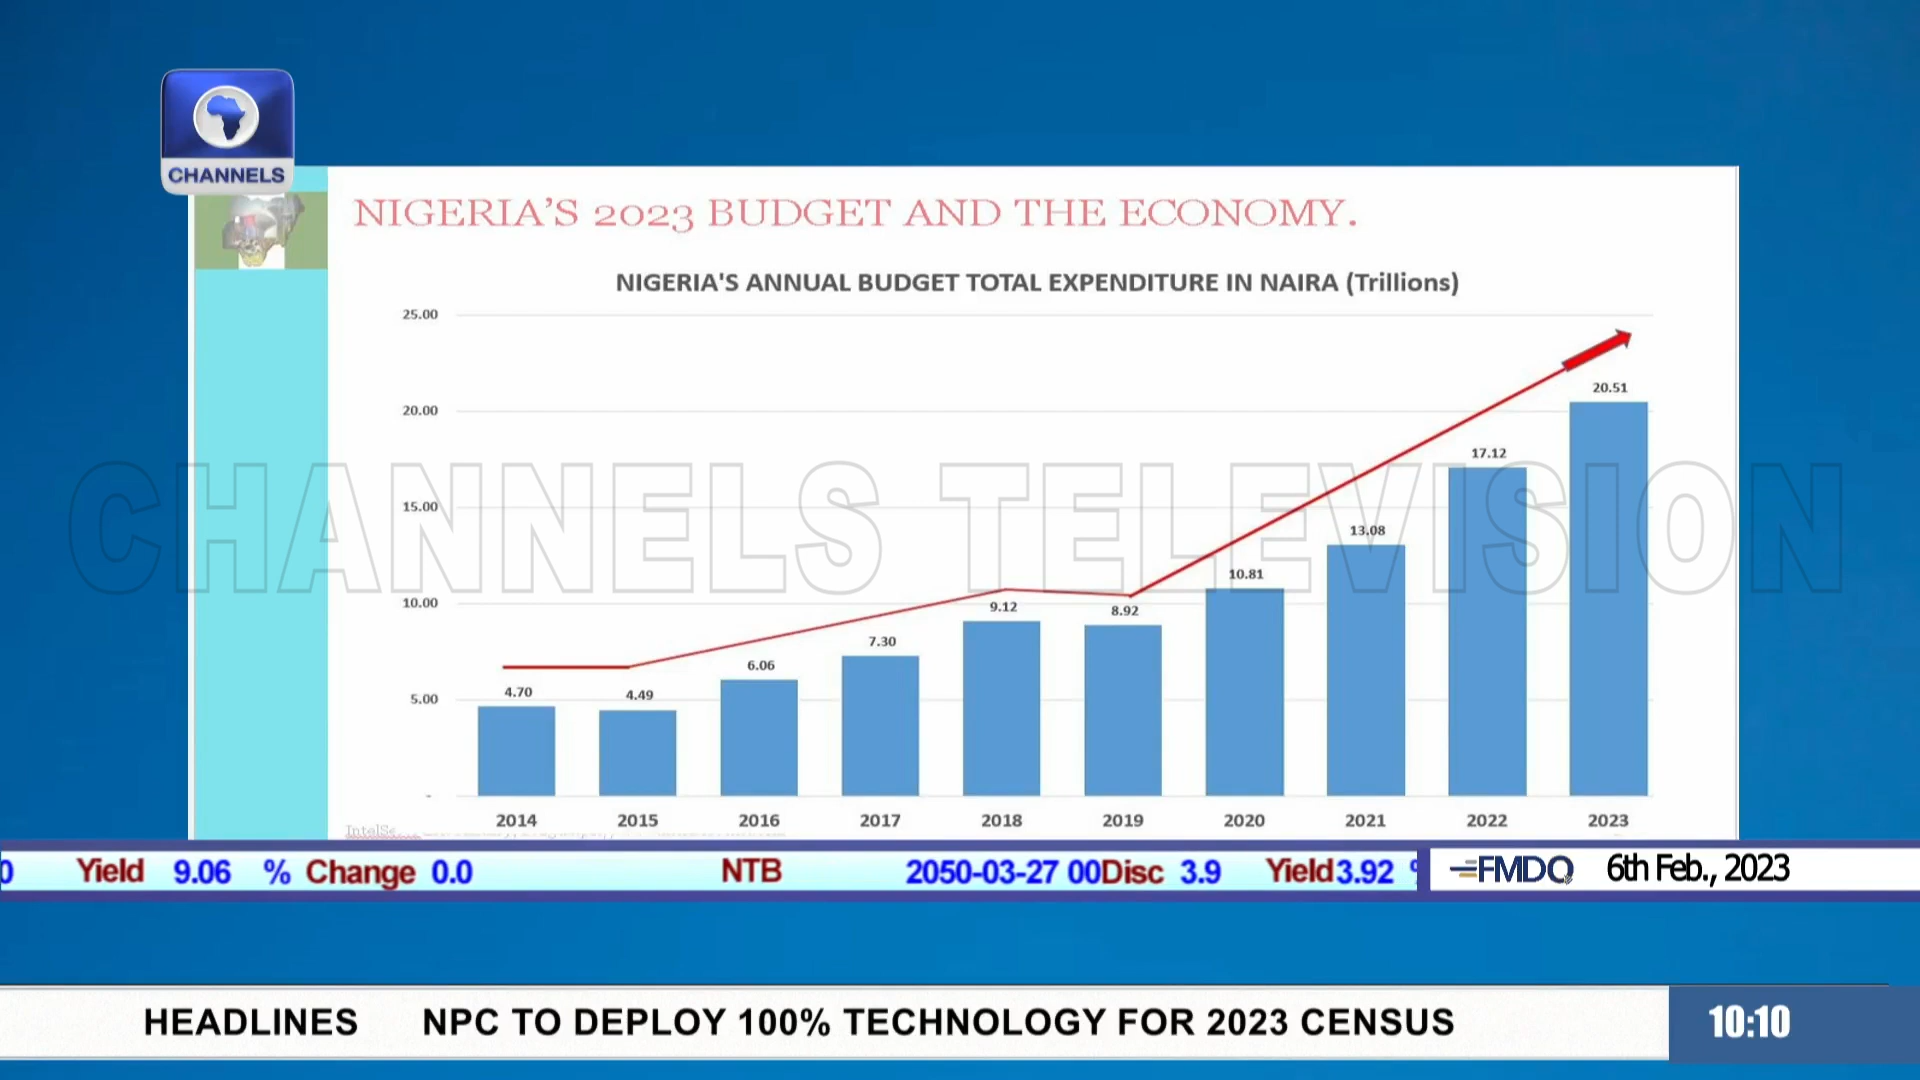 CHANNELS
NIGERIA'S 2023 BUDGET AND THE ECONOMY.
NIGERIA'S ANNUAL BUDGET TOTAL EXPENDITURE IN NAIRA (Trillions)
25.00
20.00
15.00
10.00
5.00
-
4.70
4.49
6.06
7.30
9.12
8.92
10.81
13.08
17.12
20.51
2014 2015 2016 2017 2018 2019 2020 2021 2022 2023
CHANNELS TELEVISION
0 Yield 9.06 % Change 0.0 NTB 2050-03-27 00Disc 3.9 Yield3.92
FMDQ 6th Feb., 2023
HEADLINES NPC TO DEPLOY 100% TECHNOLOGY FOR 2023 CENSUS 10:10